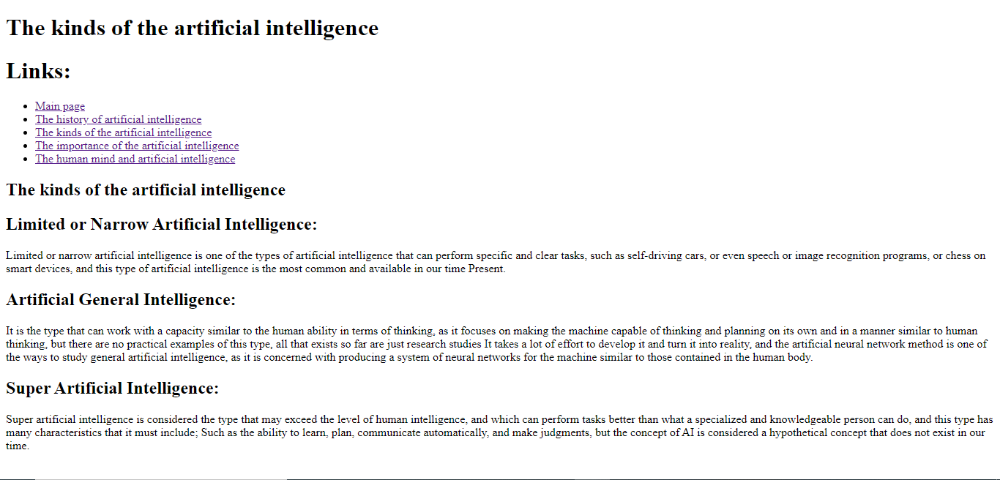 The kinds of the artificial intelligence
Links:
Main page
The history of artificial intelligence
The kinds of the artificial intelligence
The importance of the artificial intelligence
The human mind and artificial intelligence
The kinds of the artificial intelligence
Limited or Narrow Artificial Intelligence:
Limited or narrow artificial intelligence is one of the types of artificial intelligence that can perform specific and clear tasks, such as self-driving cars, or even speech or image recognition programs, or chess on
smart devices, and this type of artificial intelligence is the most common and available in our time Present.
Artificial General Intelligence:
It is the type that can work with a capacity similar to the human ability in terms of thinking, as it focuses on making the machine capable of thinking and planning on its own and in a manner similar to human
thinking, but there are no practical examples of this type, all that exists so far are just research studies It takes a lot of effort to develop it and turn it into reality, and the artificial neural network method is one of
the ways to study general artificial intelligence, as it is concerned with producing a system of neural networks for the machine similar to those contained in the human body.
Super Artificial Intelligence:
Super artificial intelligence is considered the type that may exceed the level of human intelligence, and which can perform tasks better than what a specialized and knowledgeable person can do, and this type has
many characteristics that it must include; Such as the ability to learn, plan, communicate automatically, and make judgments, but the concept of AI is considered a hypothetical concept that does not exist in our
time.